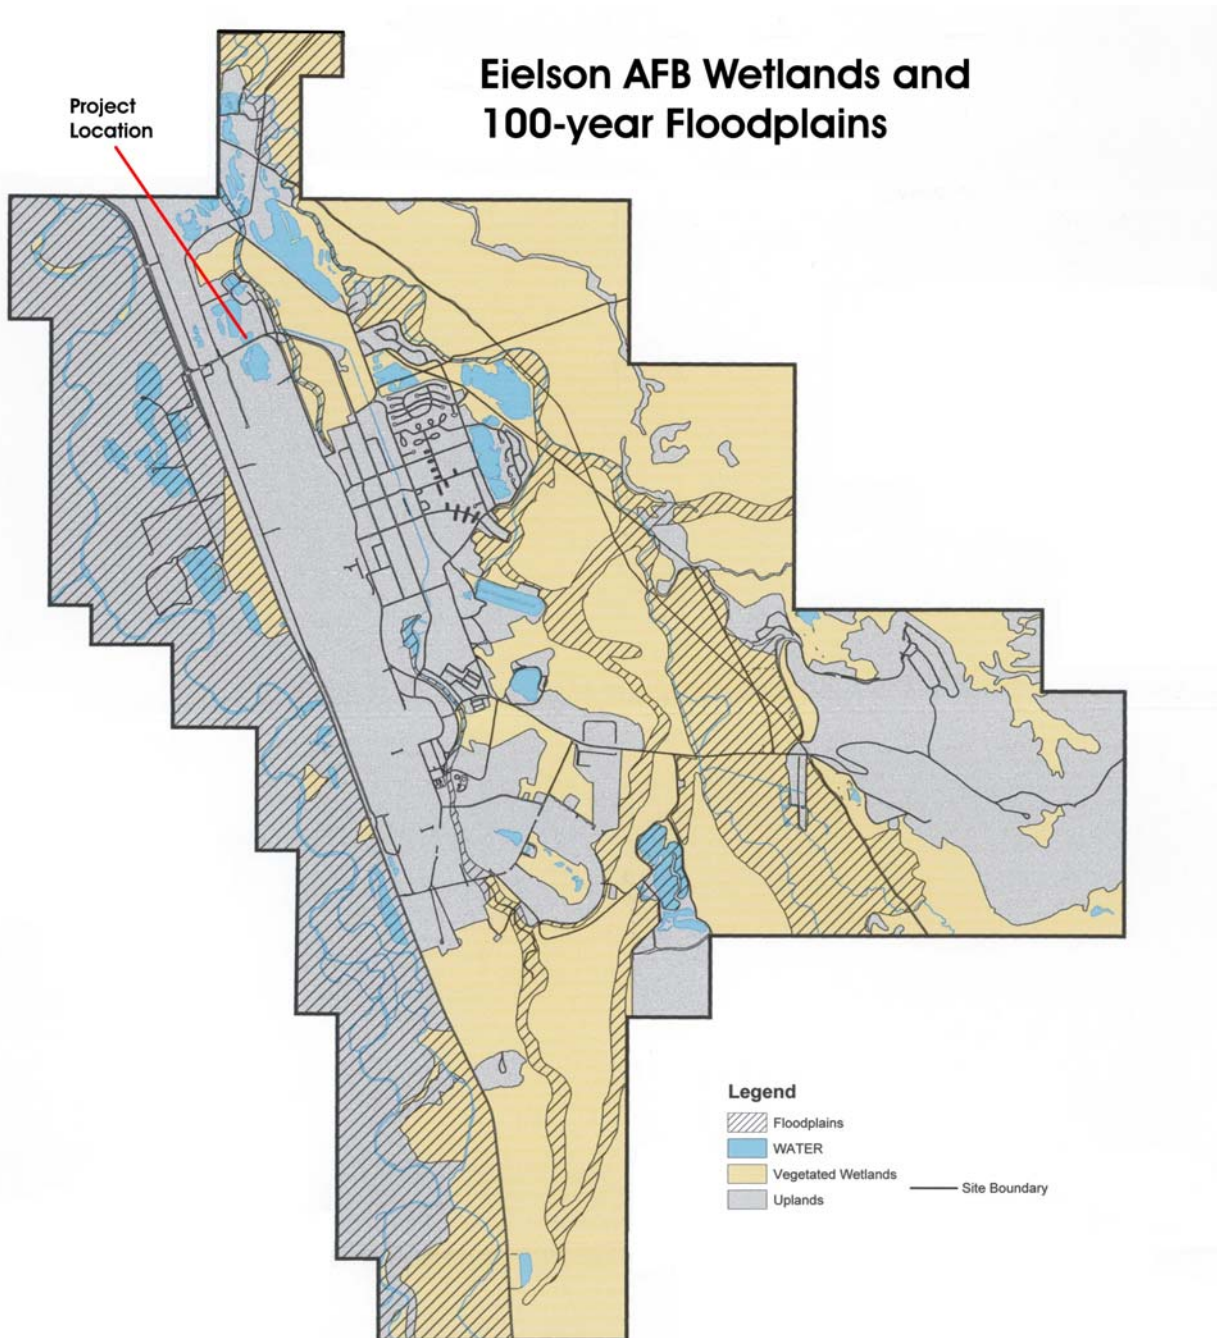 Eielson AFB Wetlands and
100-year Floodplains
Project
Location
Legend
Floodplains
WATER
Vegetated Wetlands
Uplands
Site Boundary